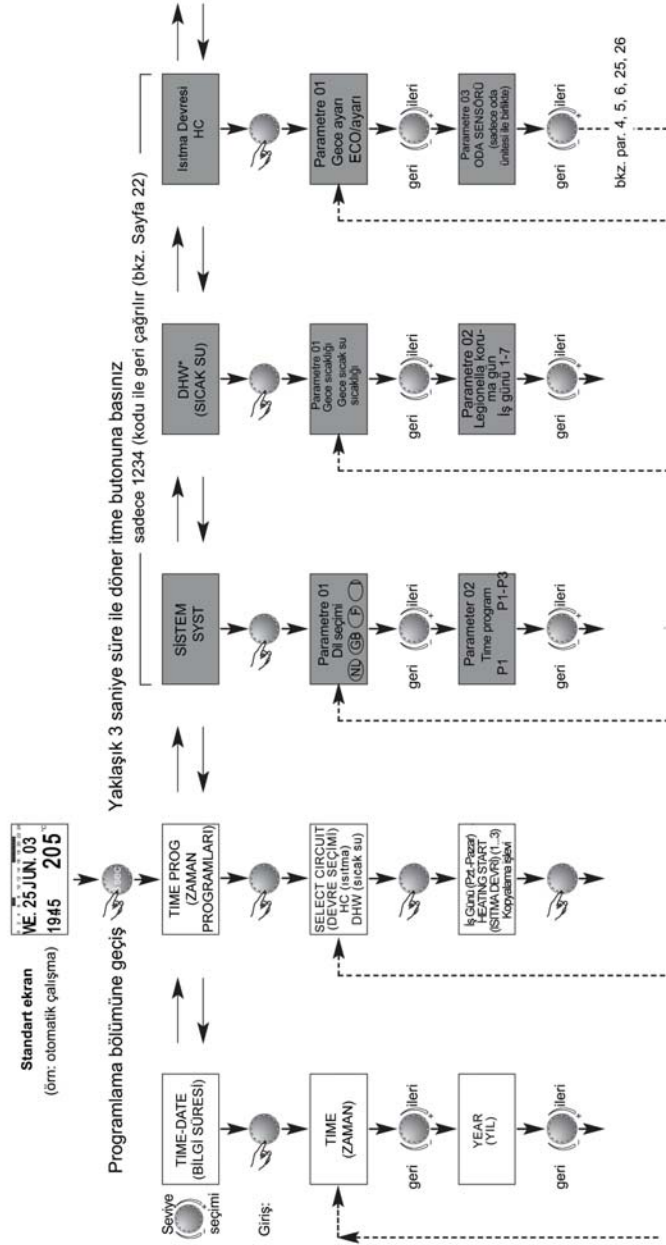 Standart ekran
(örn: otomatik çalışma)
WE. 25 JUN. 03
1945 205 °C
Programlama bölümüne geçiş
Yaklaşık 3 saniye süre ile döner itme butonuna basınız
sadece 1234 (kodu ile geri çağrılır (bkz. Sayfa 22)
Seviye
seçimi
TIME-DATE
(BİLGİ SÜRESİ)
TIME PROG
(ZAMAN
PROGRAMLARI)
SİSTEM
SYST
DHW*
(SICAK SU)
Isıtma Devresi
HC
Giriş:
TIME
(ZAMAN)
SELECT CIRCUIT
(DEVRE SEÇİMİ)
HC (ısıtma)
DHW (sıcak su)
Parametre 01
Dil seçimi
NL GB F I
Parametre 01
Gece sıcaklığı
Gece sıcak su
sıcaklığı
Parametre 01
Gece ayarı
ECO/ayarı
geri - + ileri
geri - + ileri
geri - + ileri
geri - + ileri
YEAR
(YIL)
İş Günü (Pzt.-Pazar)
HEATING START
(ISITMA DEVRİ) (1...3)
Kopyalama işlevi
Parameter 02
Time program
P1 P1-P3
Parametre 02
Legionella koru-
ma gün
İş günü 1-7
Parametre 03
ODA SENSÖRÜ
(sadece oda
ünitesi ile birlikte)
geri - + ileri
geri - + ileri
geri - + ileri
geri - + ileri
bkz. par. 4, 5, 6, 25, 26